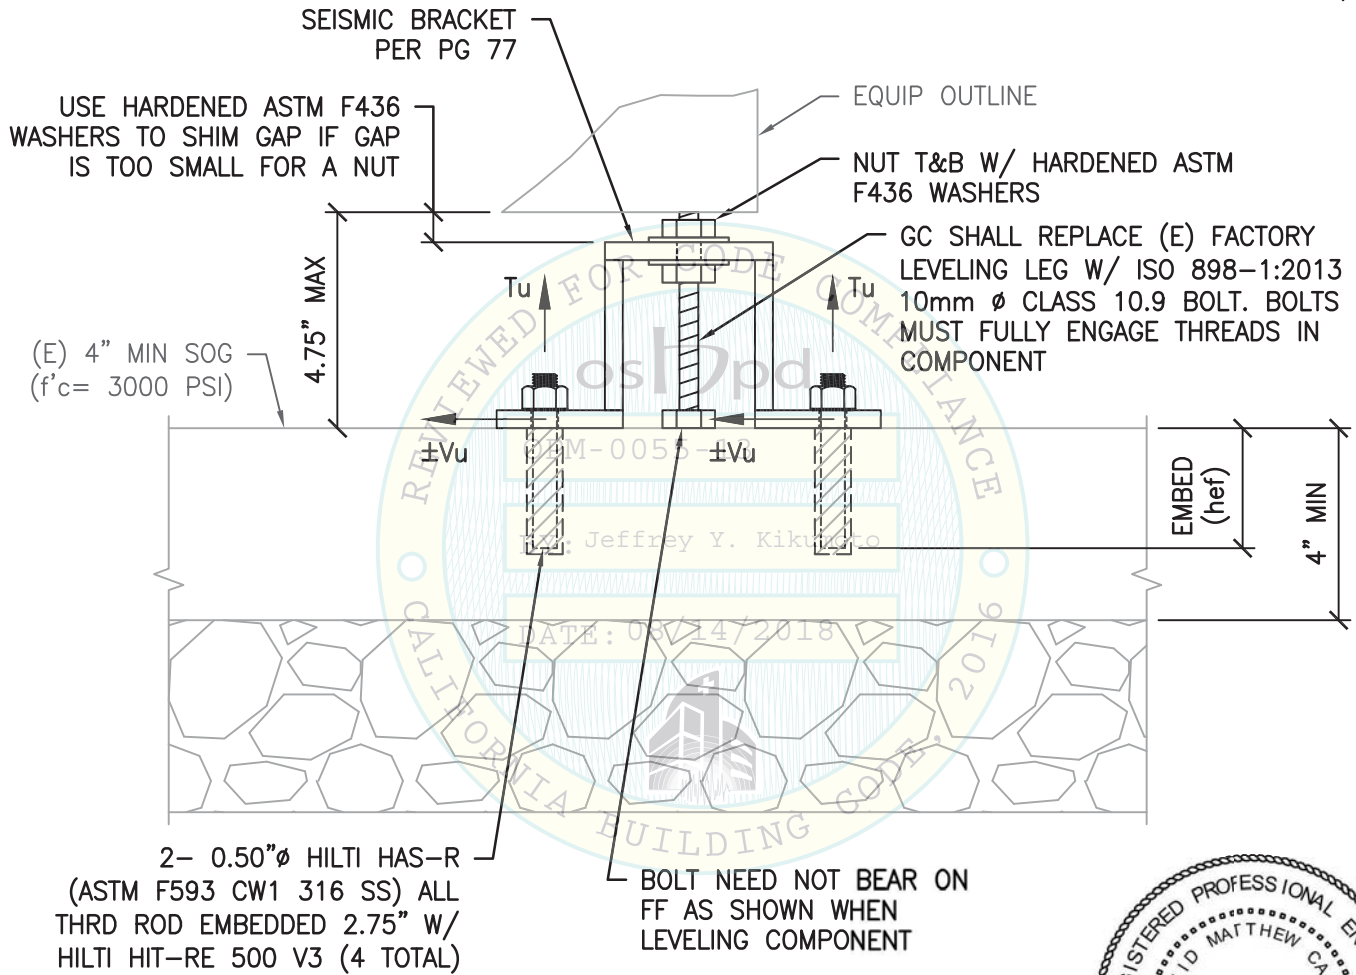 SEISMIC BRACKET
PER PG 77
USE HARDENED ASTM F436
WASHERS TO SHIM GAP IF GAP
IS TOO SMALL FOR A NUT
EQUIP OUTLINE
NUT T&B W/ HARDENED ASTM
F436 WASHERS
GC SHALL REPLACE (E) FACTORY
LEVELING LEG W/ ISO 898-1:2013
10mm ø CLASS 10.9 BOLT. BOLTS
MUST FULLY ENGAGE THREADS IN
COMPONENT
4.75" MAX
Tu
Tu
(E) 4" MIN SOG
(f'c= 3000 PSI)
±Vu
±Vu
EMBED
(hef)
4" MIN
REVIEWED FOR CODE COMPLIANCE
oshpd
BY: Jeffrey Y. Kikumoto
DATE: 08/14/2018
CALIFORNIA BUILDING CODE, 2016
2- 0.50"ø HILTI HAS-R
(ASTM F593 CW1 316 SS) ALL
THRD ROD EMBEDDED 2.75" W/
HILTI HIT-RE 500 V3 (4 TOTAL)
BOLT NEED NOT BEAR ON
FF AS SHOWN WHEN
LEVELING COMPONENT
PROFESSIONAL
MATTHEW